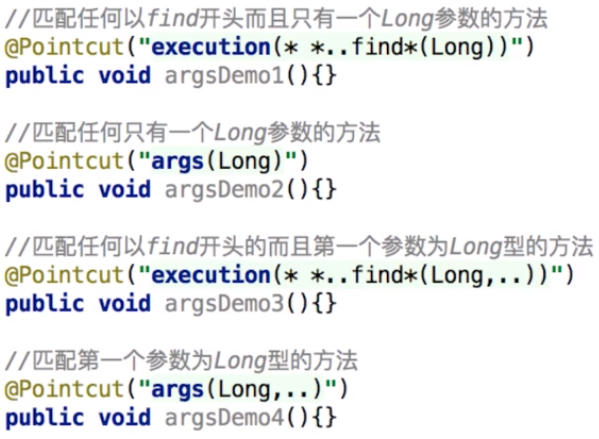 //匹配任何以find开头而且只有一个Long参数的方法
@Pointcut("execution(* *..find*(Long))")
public void argsDemo1(){}
//匹配任何只有一个Long参数的方法
@Pointcut("args(Long)")
public void argsDemo2(){}
//匹配任何以find开头的而且第一个参数为Long型的方法
@Pointcut("execution(* *..find*(Long,..))")
public void argsDemo3(){}
//匹配第一个参数为Long型的方法
@Pointcut("args(Long,..)")
public void argsDemo4(){}